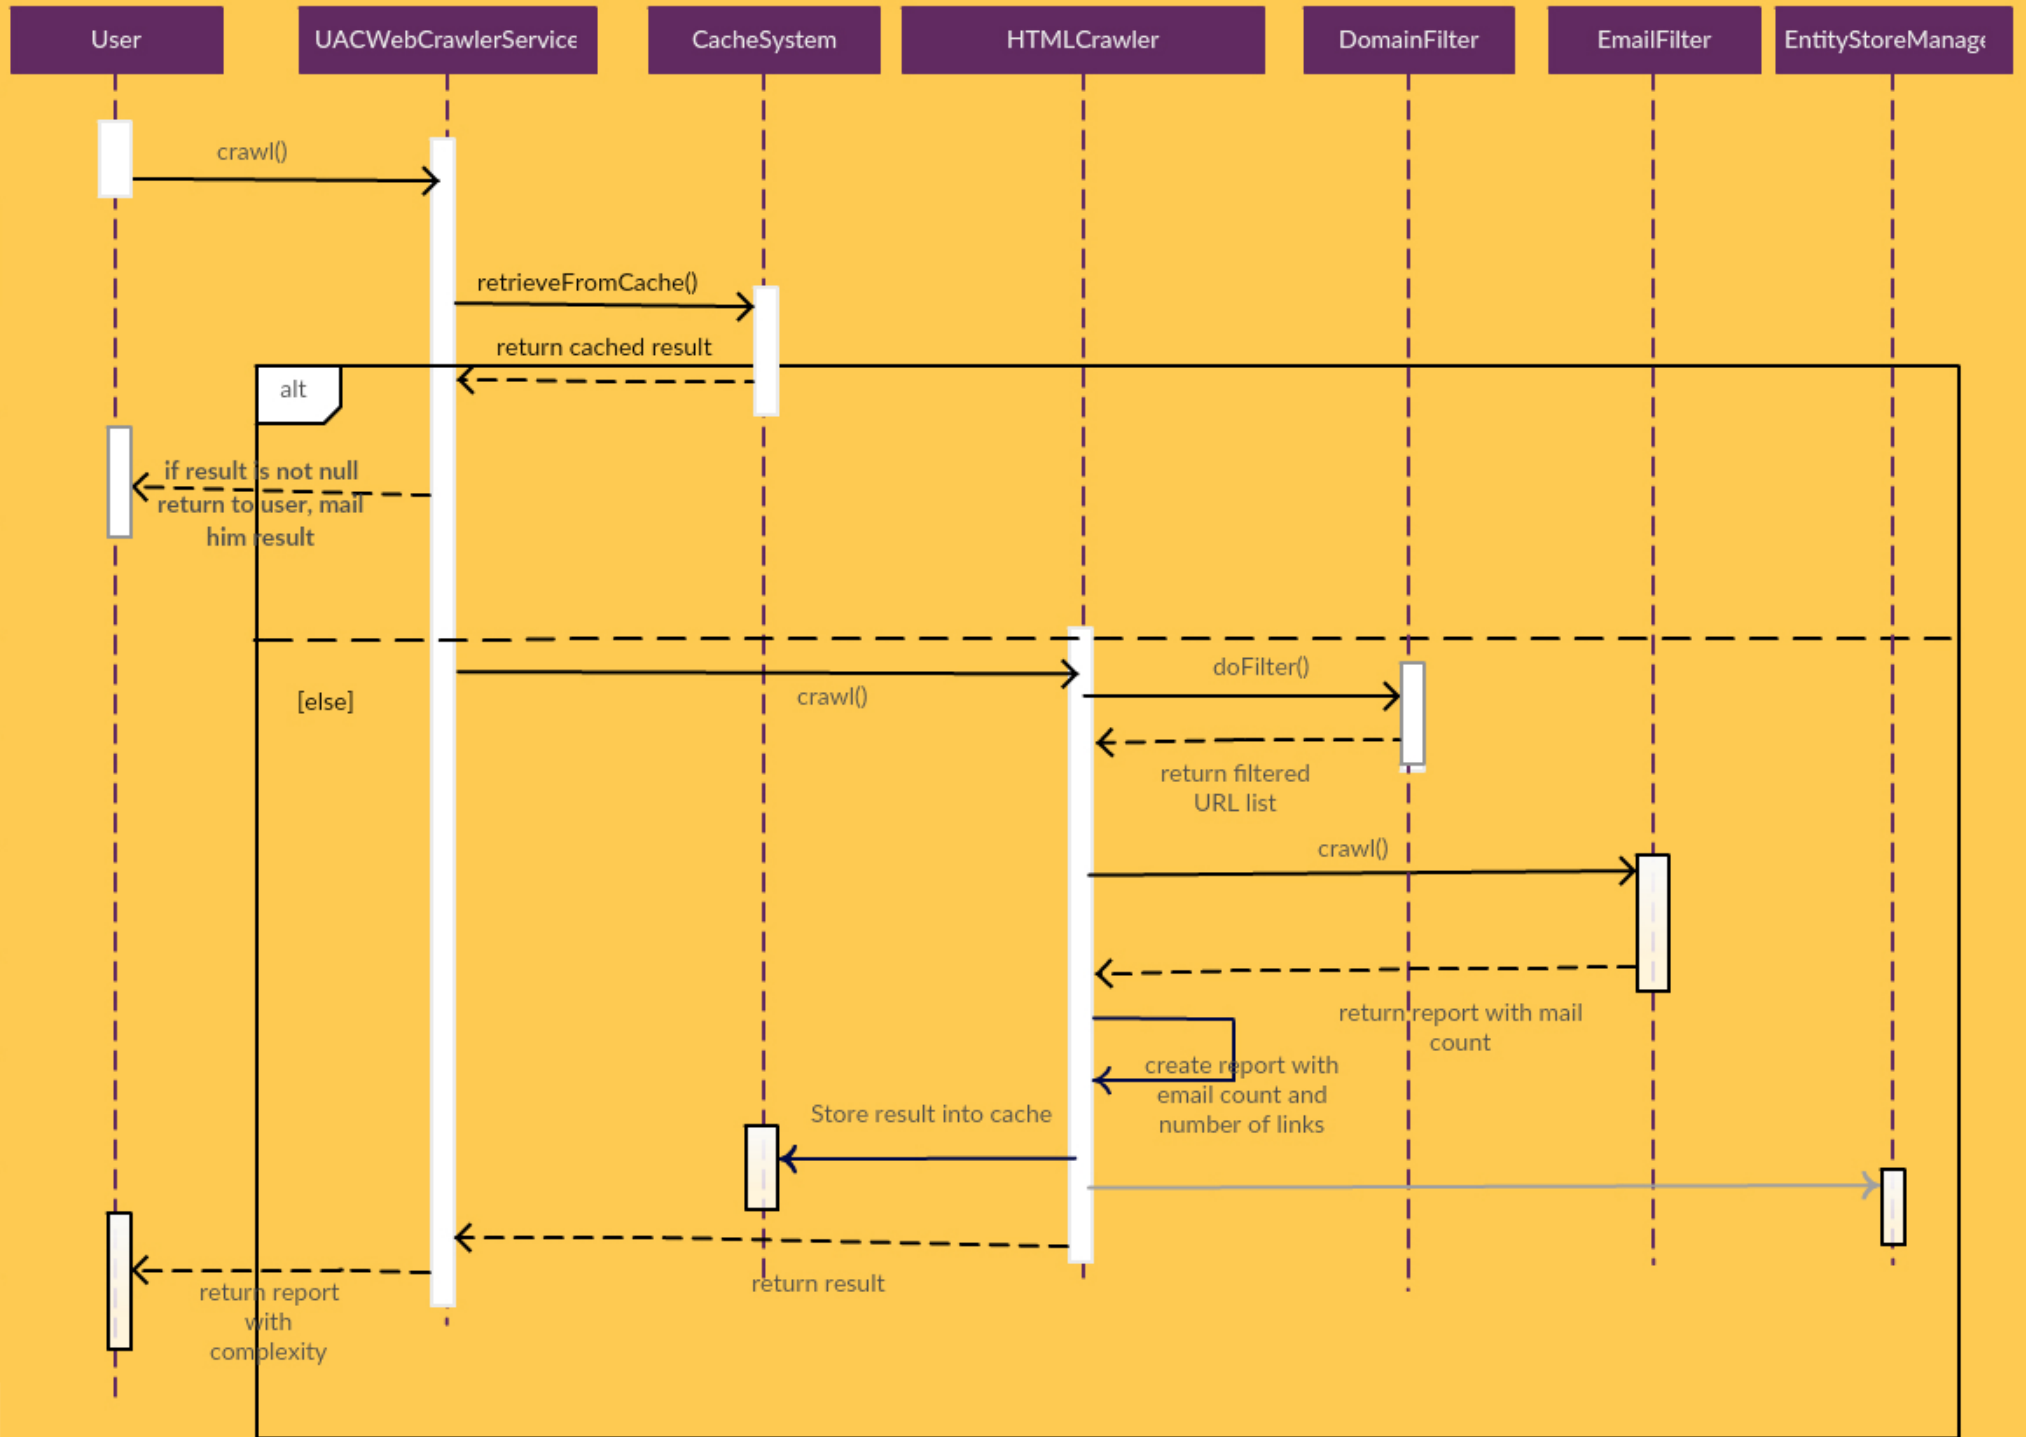 User
UACWebCrawlerService
CacheSystem
HTMLCrawler
DomainFilter
EmailFilter
EntityStoreManage
crawl()
retrieveFromCache()
return cached result
alt
if result is not null
return to user, mail
him result
[else]
crawl()
doFilter()
return filtered
URL list
crawl()
return report with mail
count
create report with
email count and
number of links
Store result into cache
return result
return report
with
complexity